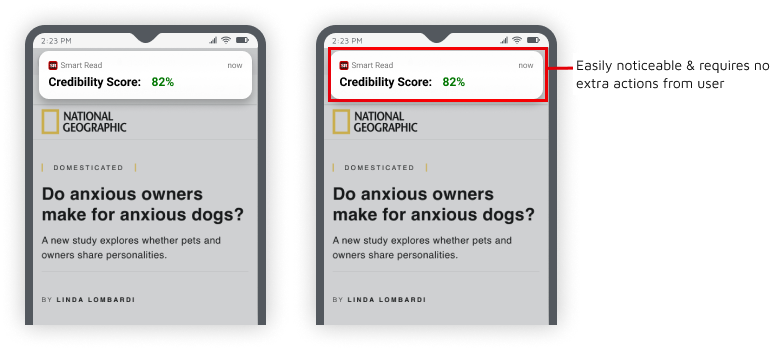 2:23 PM
SR Smart Read now
Credibility Score: 82%
NATIONAL
GEOGRAPHIC
DOMESTICATED
Do anxious owners
make for anxious dogs?
A new study explores whether pets and
owners share personalities.
BY LINDA LOMBARDI
2:23 PM
SR Smart Read now
Credibility Score: 82%
NATIONAL
GEOGRAPHIC
DOMESTICATED
Do anxious owners
make for anxious dogs?
A new study explores whether pets and
owners share personalities.
BY LINDA LOMBARDI
Easily noticeable & requires no
extra actions from user